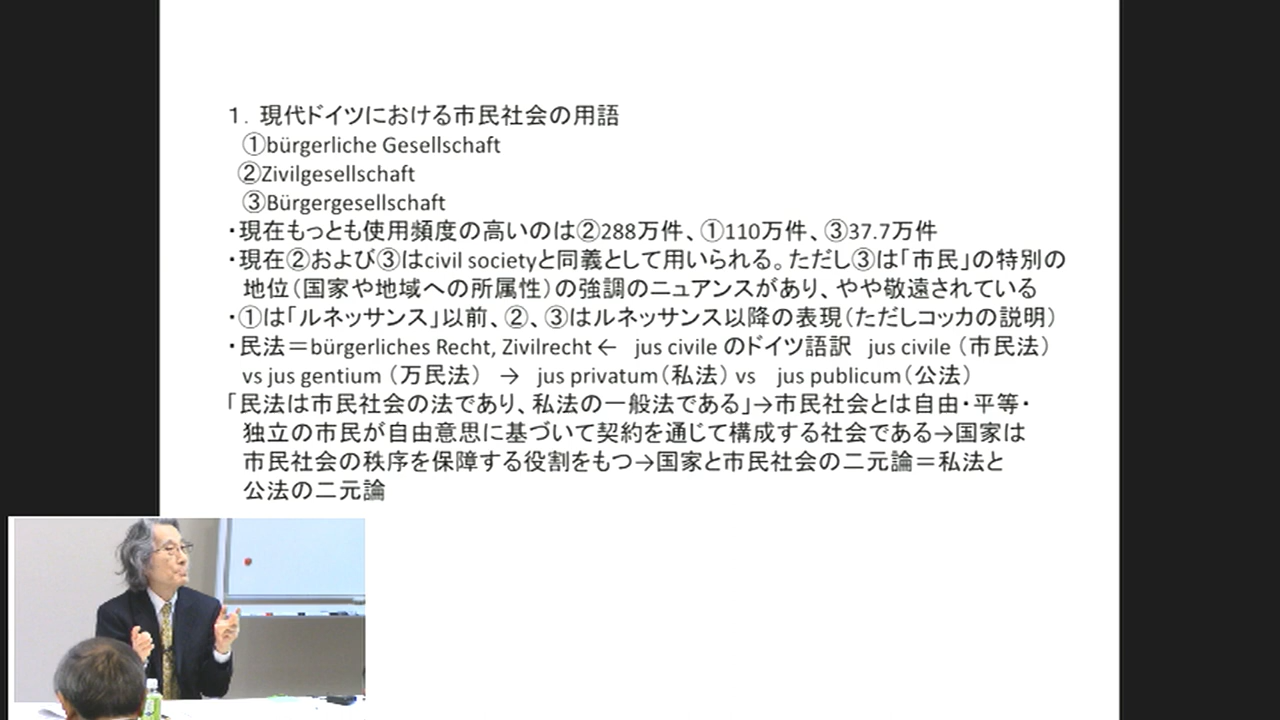 １．現代ドイツにおける市民社会の用語
①bürgerliche Gesellschaft
②Zivilgesellschaft
③Bürgergesellschaft
・現在もっとも使用頻度の高いのは②288万件、①110万件、③37.7万件
・現在②および③はcivil societyと同義として用いられる。ただし③は「市民」の特別の
地位（国家や地域への所属性）の強調のニュアンスがあり、やや敬遠されている
・①は「ルネッサンス」以前、②、③はルネッサンス以降の表現（ただしコッカの説明）
・民法＝bürgerliches Recht, Zivilrecht ← jus civile のドイツ語訳 jus civile （市民法）
vs jus gentium （万民法） → jus privatum（私法） vs jus publicum（公法）
「民法は市民社会の法であり、私法の一般法である」→市民社会とは自由・平等・
独立の市民が自由意思に基づいて契約を通じて構成する社会である→国家は
市民社会の秩序を保障する役割をもつ→国家と市民社会の二元論＝私法と
公法の二元論